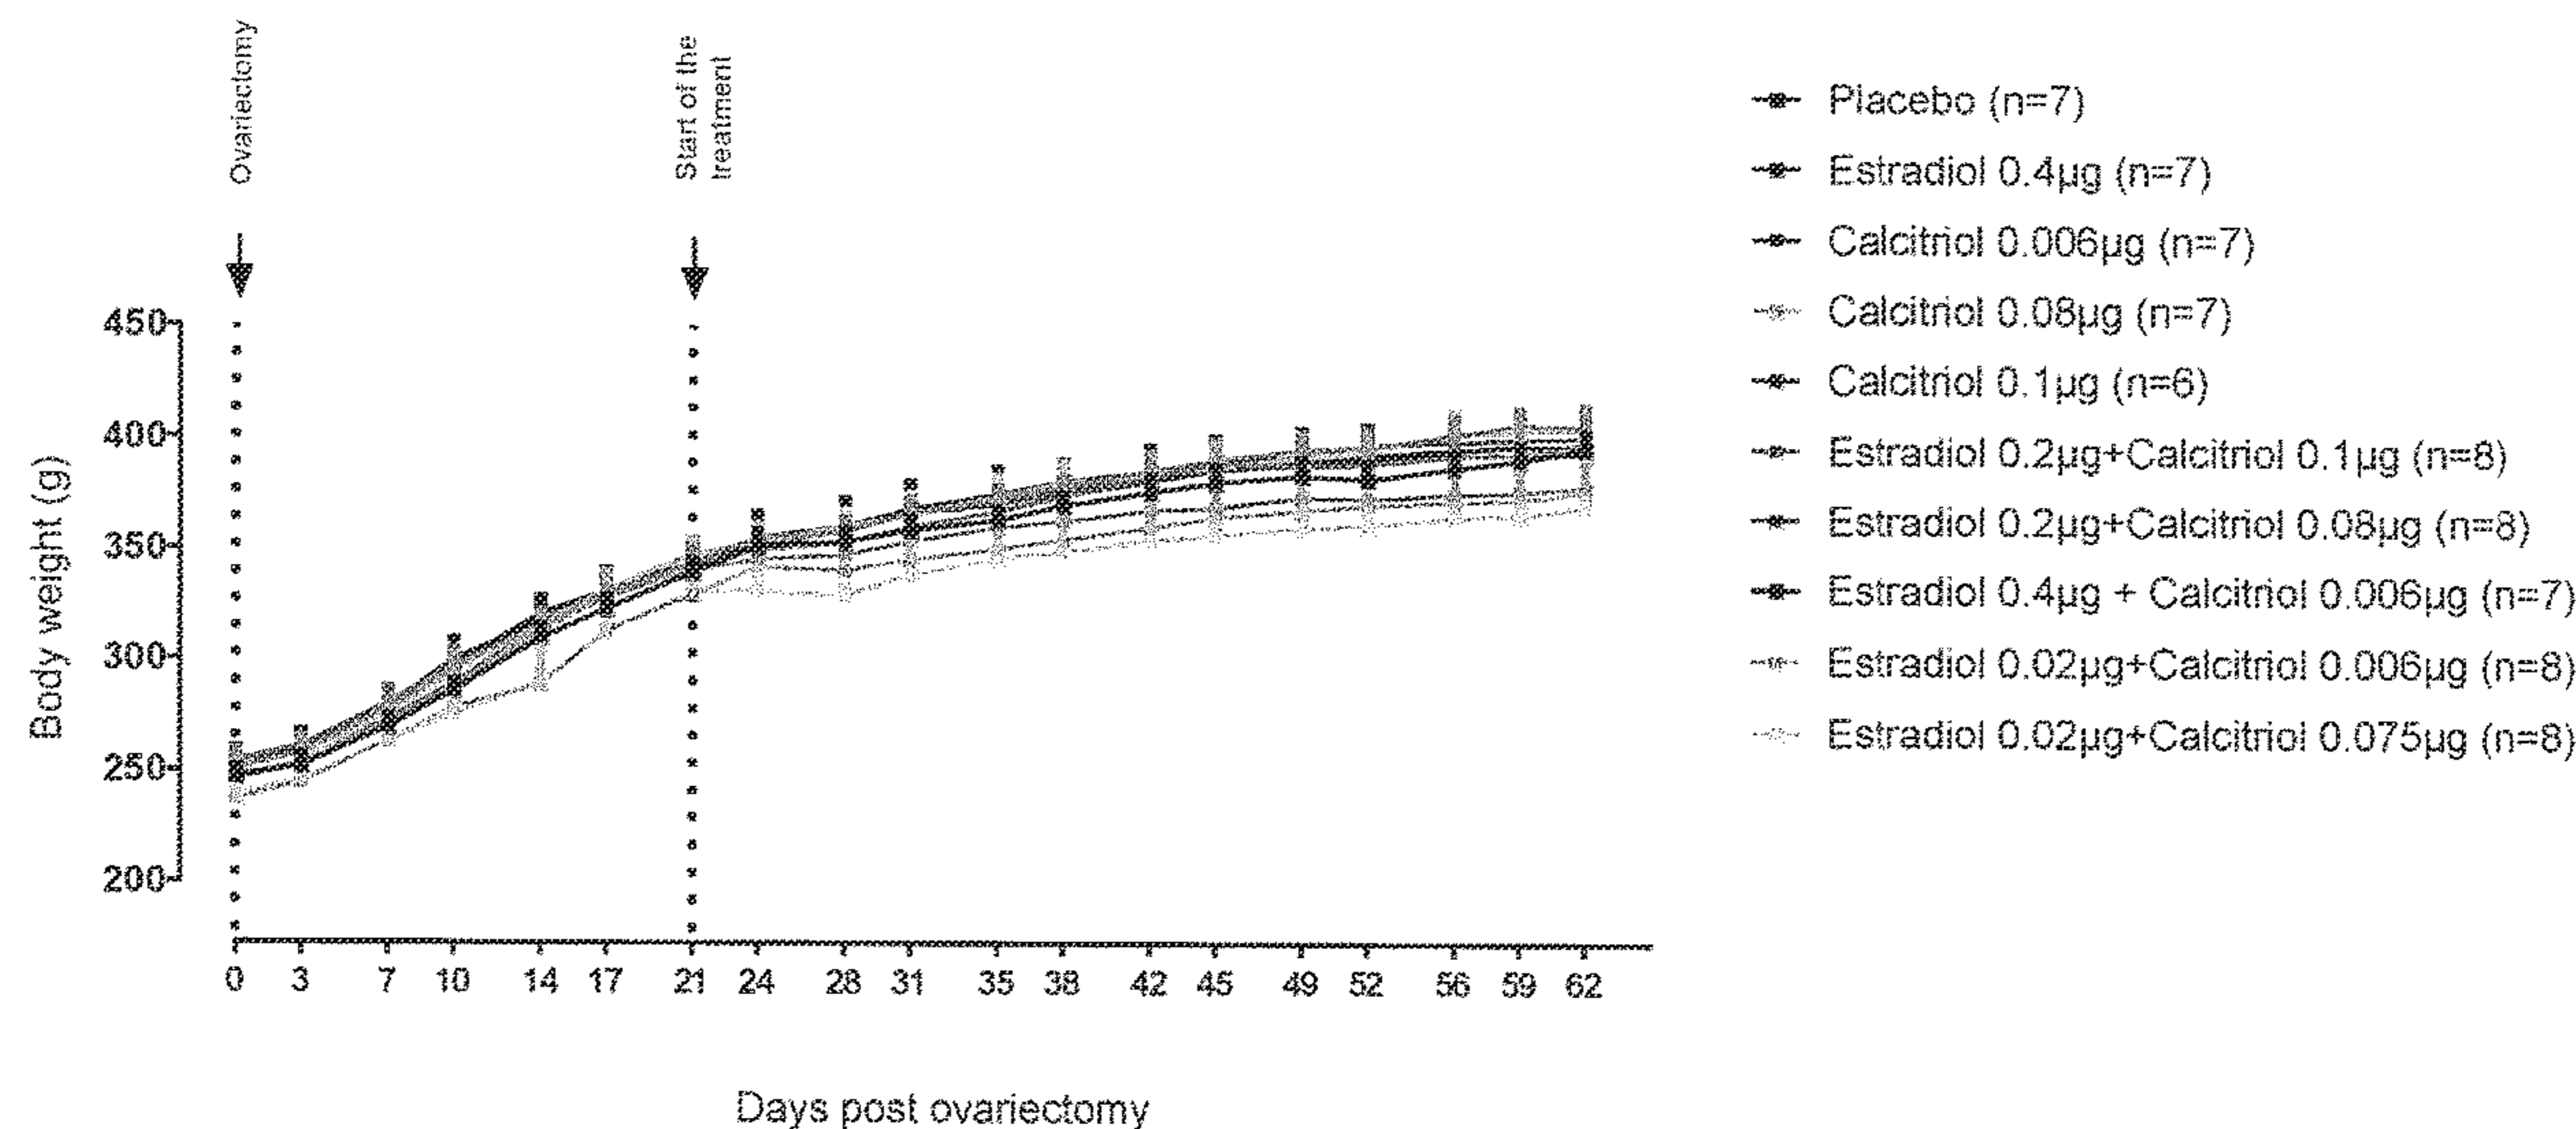 Ovariectomy
Start of the
treatment
450
400
350
300
250
200
Body weight (g)
0 3 7 10 14 17 21 24 28 31 35 38 42 45 49 52 56 59 62
Days post ovariectomy
Placebo (n=7)
Estradiol 0.4µg (n=7)
Calcitriol 0.006µg (n=7)
Calcitriol 0.08µg (n=7)
Calcitriol 0.1µg (n=6)
Estradiol 0.2µg+Calcitriol 0.1µg (n=8)
Estradiol 0.2µg+Calcitriol 0.08µg (n=8)
Estradiol 0.4µg + Calcitriol 0.006µg (n=7)
Estradiol 0.02µg+Calcitriol 0.006µg (n=8)
Estradiol 0.02µg+Calcitriol 0.075µg (n=8)